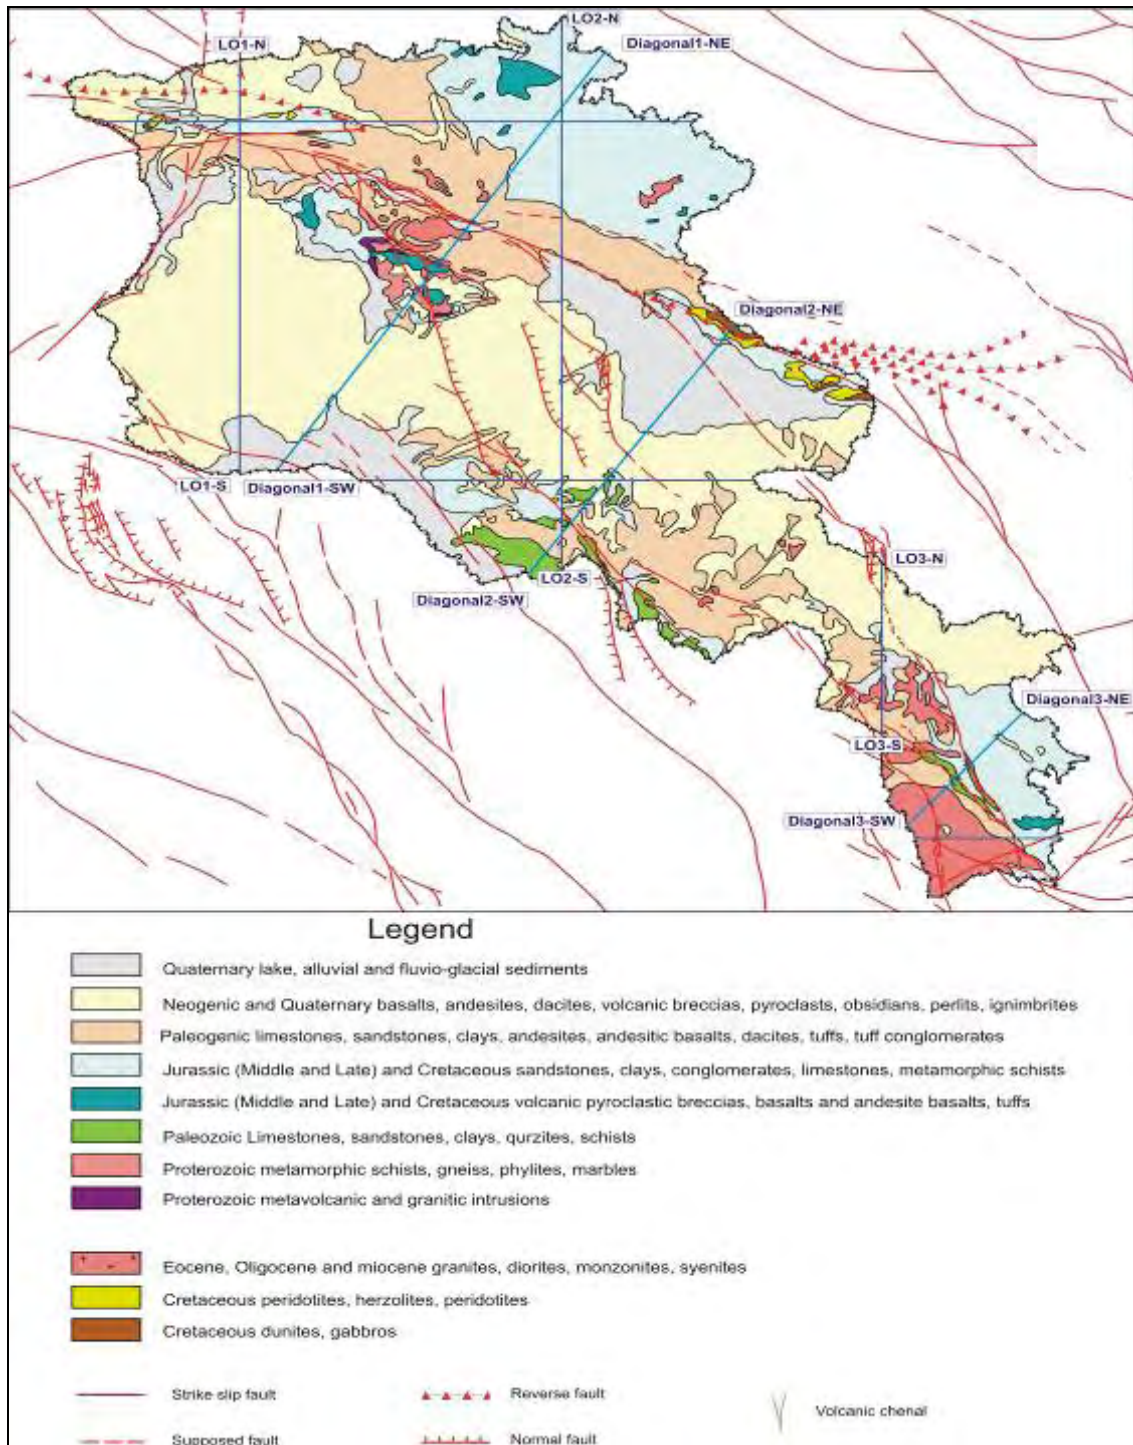 LO2-N
LO1-N
Diagonal1-NE
Diagonal2-NE
LO1-S
Diagonal1-SW
LO3-N
LO2-S
Diagonal2-SW
Diagonal3-NE
LO3-S
Diagonal3-SW
Legend
Quaternary lake, alluvial and fluvio-glacial sediments
Neogenic and Quaternary basalts, andesites, dacites, volcanic breccias, pyroclasts, obsidians, perlits, ignimbrites
Paleogenic limestones, sandstones, clays, andesites, andesitic basalts, dacites, tuffs, tuff conglomerates
Jurassic (Middle and Late) and Cretaceous sandstones, clays, conglomerates, limestones, metamorphic schists
Jurassic (Middle and Late) and Cretaceous volcanic pyroclastic breccias, basalts and andesite basalts, tuffs
Paleozoic Limestones, sandstones, clays, qurzites, schists
Proterozoic metamorphic schists, gneiss, phylites, marbles
Proterozoic metavolcanic and granitic intrusions
Eocene, Oligocene and miocene granites, diorites, monzonites, syenites
Cretaceous peridotites, herzolites, peridotites
Cretaceous dunites, gabbros
Strike slip fault
Reverse fault
Volcanic chenal
Supposed fault
Normal fault